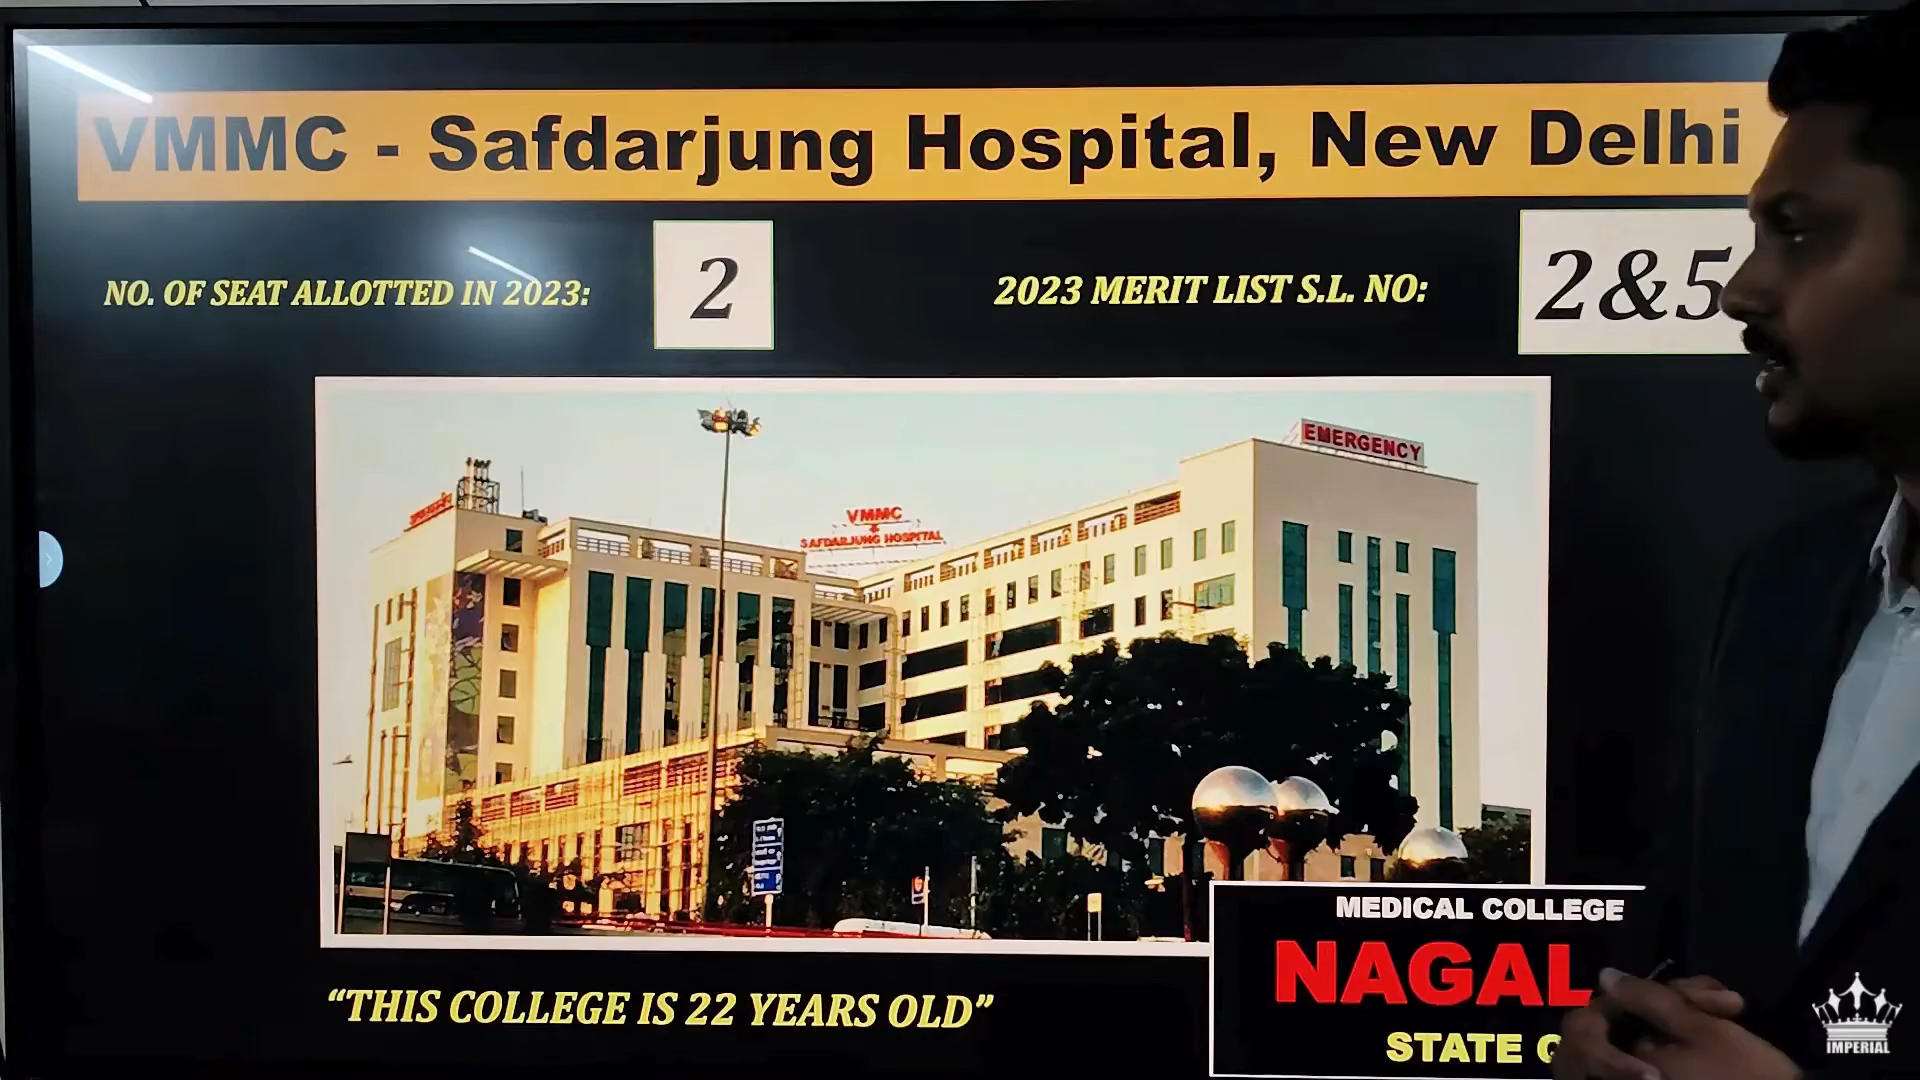 VMMC - Safdarjung Hospital, New Delhi
NO. OF SEAT ALLOTTED IN 2023:
2
2023 MERIT LIST S.L. NO:
2&5
EMERGENCY
VMMC
SAFDARJUNG HOSPITAL
MEDICAL COLLEGE
NAGAL
STATE
"THIS COLLEGE IS 22 YEARS OLD"
IMPERIAL